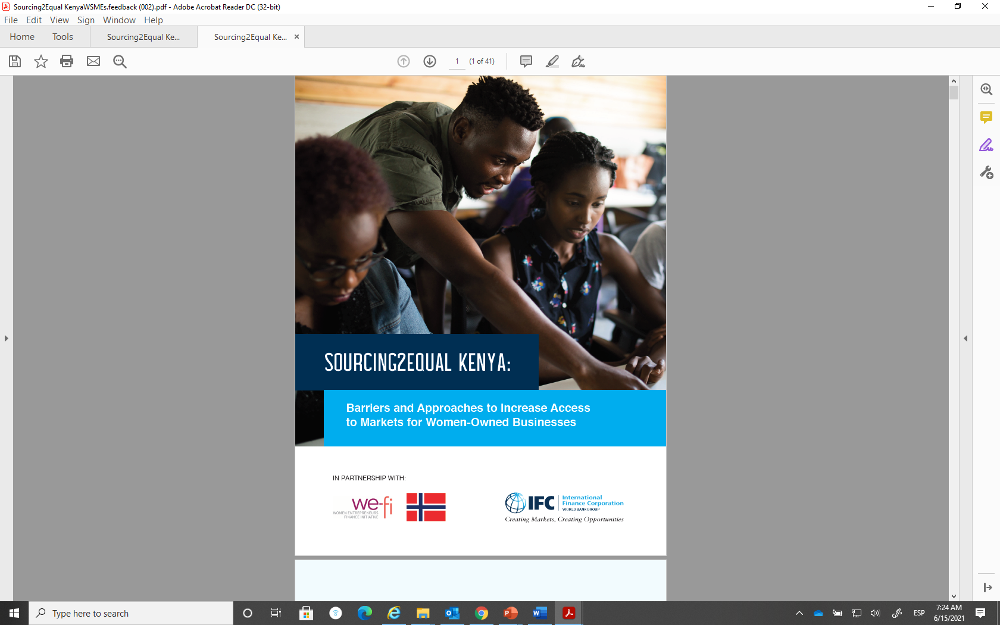 Sourcing2Equal KenyaWSMEs.feedback (002).pdf - Adobe Acrobat Reader DC (32-bit)
File Edit View Sign Window Help
Home Tools Sourcing2Equal Ke... Sourcing2Equal Ke...
1 (1 of 41)
SOURCING2EQUAL KENYA:
Barriers and Approaches to Increase Access
to Markets for Women-Owned Businesses
IN PARTNERSHIP WITH:
we-fi
WOMEN ENTREPRENEURS
FINANCE INITIATIVE
IFC
International
Finance Corporation
WORLD BANK GROUP
Creating Markets, Creating Opportunities
Type here to search
ESP
7:24 AM
6/15/2021